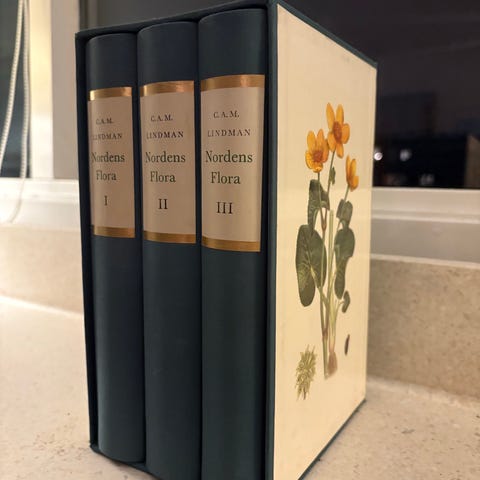 C.A.M.
LINDMAN
Nordens
Flora
I
C.A.M.
LINDMAN
Nordens
Flora
II
C.A.M.
LINDMAN
Nordens
Flora
III